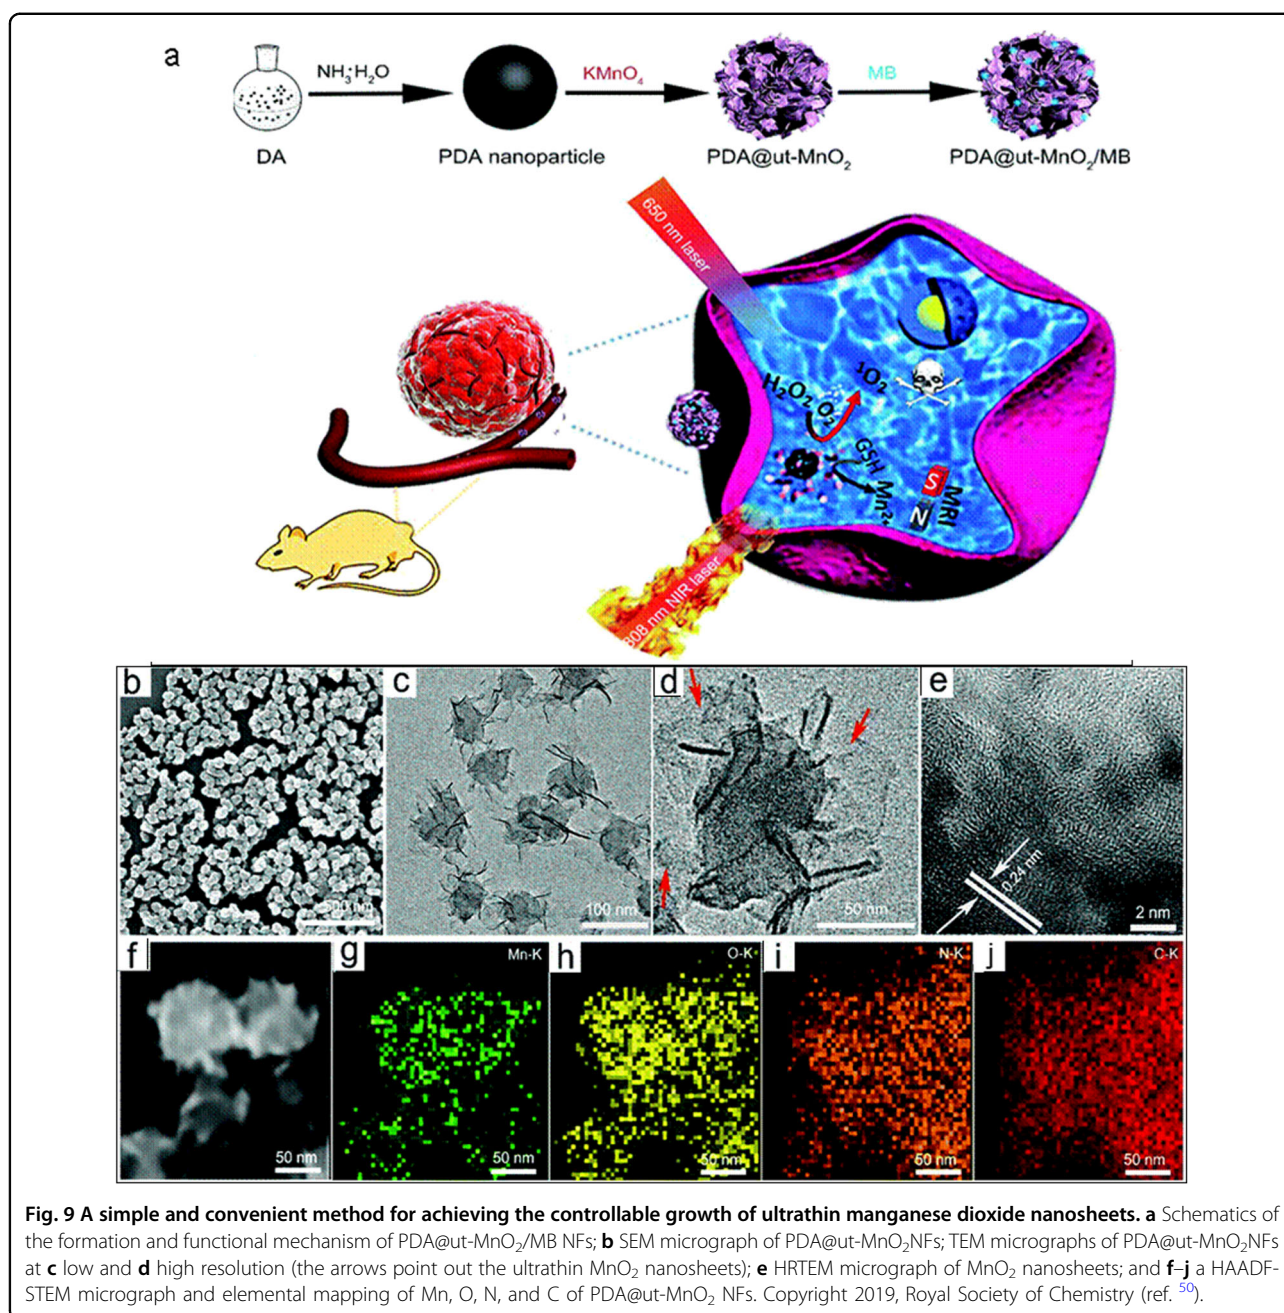 a
NH₃·H₂O
KMnO₄
MB
DA
PDA nanoparticle
PDA@ut-MnO₂
PDA@ut-MnO₂/MB
650 nm laser
H₂O₂ O₂ ¹O₂
GSH Mn²⁺
S N MRI
808 nm NIR laser
b
500 nm
c
100 nm
d
50 nm
e
0.24 nm
2 nm
f
50 nm
g
Mn-K
50 nm
h
O-K
50 nm
i
N-K
50 nm
j
C-K
50 nm
Fig. 9 A simple and convenient method for achieving the controllable growth of ultrathin manganese dioxide nanosheets. a Schematics of
the formation and functional mechanism of PDA@ut-MnO₂/MB NFs; b SEM micrograph of PDA@ut-MnO₂NFs; TEM micrographs of PDA@ut-MnO₂NFs
at c low and d high resolution (the arrows point out the ultrathin MnO₂ nanosheets); e HRTEM micrograph of MnO₂ nanosheets; and f–j a HAADF-
STEM micrograph and elemental mapping of Mn, O, N, and C of PDA@ut-MnO₂ NFs. Copyright 2019, Royal Society of Chemistry (ref. ⁵⁰).